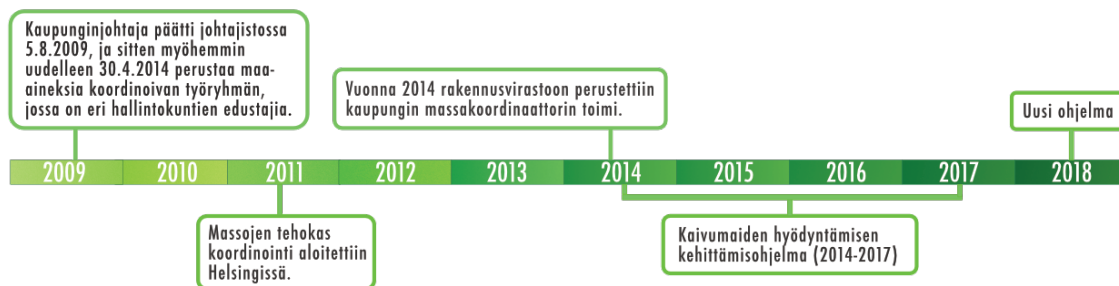 Kaupunginjohtaja päätti johtajistossa
5.8.2009, ja sitten myöhemmin
uudelleen 30.4.2014 perustaa maa-
aineksia koordinoivan työryhmän,
jossa on eri hallintokuntien edustajia.
Vuonna 2014 rakennusvirastoon perustettiin
kaupungin massakoordinaattorin toimi.
Uusi ohjelma
2009 2010 2011 2012 2013 2014 2015 2016 2017 2018
Massojen tehokas
koordinointi aloitettiin
Helsingissä.
Kaivumaiden hyödyntämisen
kehittämisohjelma (2014-2017)